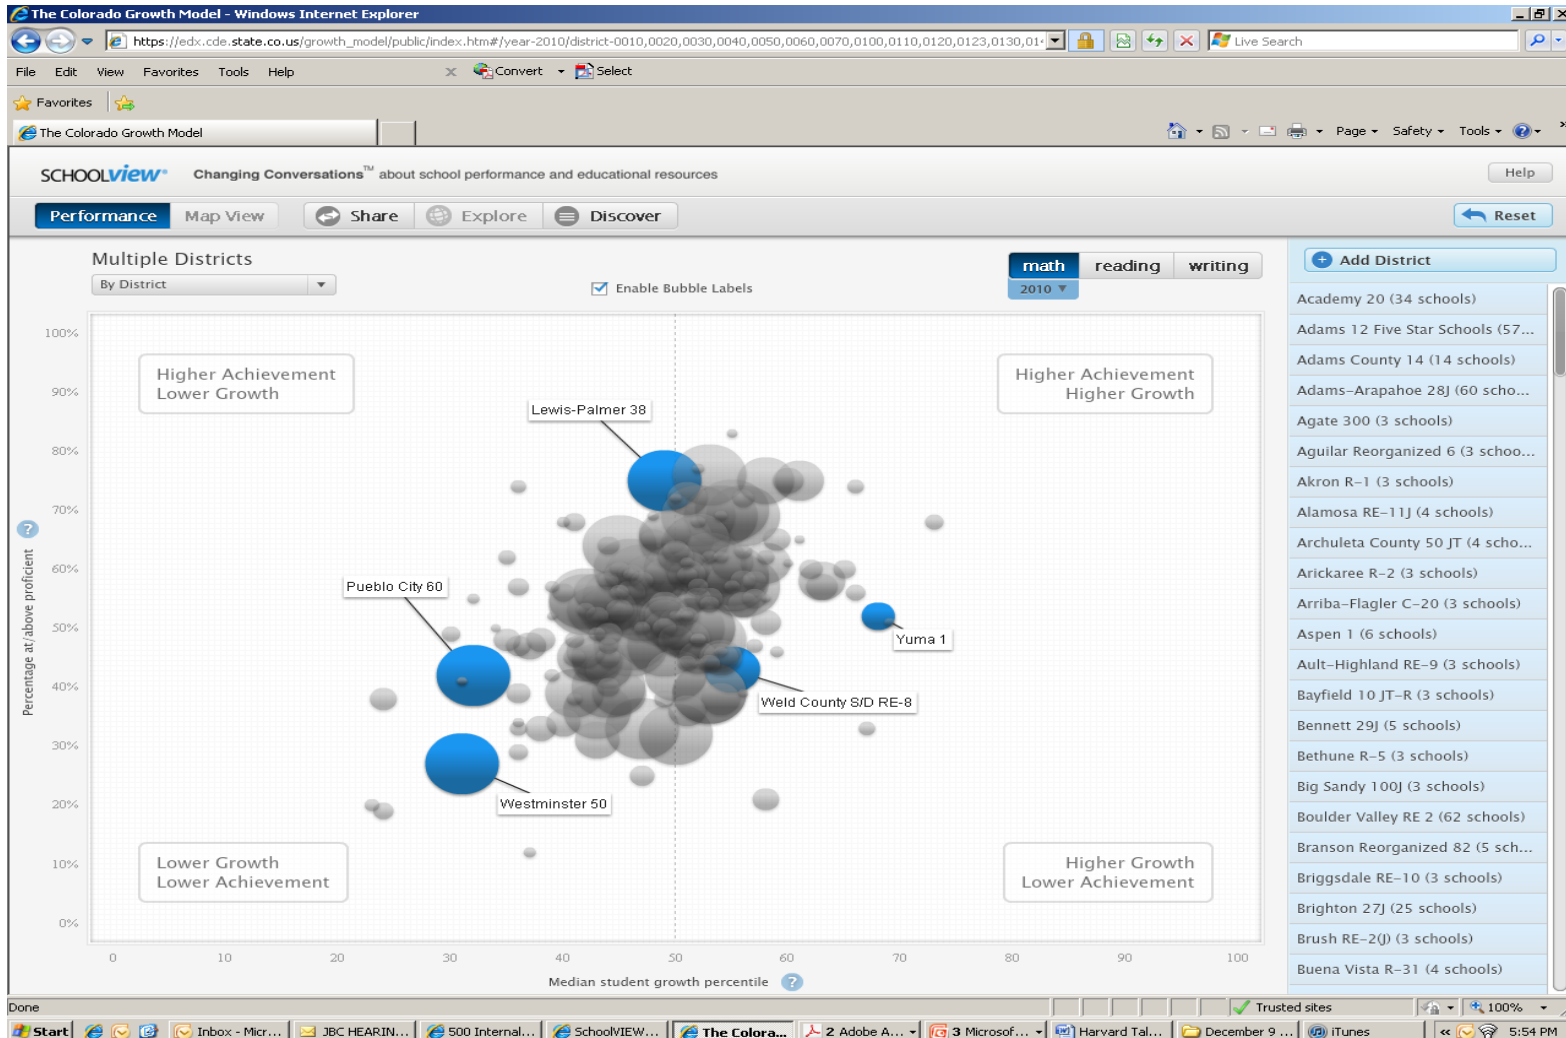 The Colorado Growth Model - Windows Internet Explorer
https://edx.cde.state.co.us/growth_model/public/index.htm#/year-2010/district-0010,0020,0030,0040,0050,0060,0070,0100,0110,0120,0123,0130,01
Live Search
File Edit View Favorites Tools Help
Convert Select
Favorites
The Colorado Growth Model
Page Safety Tools
SCHOOLVIEW
Changing Conversations™ about school performance and educational resources
Help
Performance Map View Share Explore Discover
Reset
Multiple Districts
By District
Enable Bubble Labels
math reading writing
2010
Add District
Academy 20 (34 schools)
Adams 12 Five Star Schools (57...
Adams County 14 (14 schools)
Adams-Arapahoe 28J (60 scho...
Agate 300 (3 schools)
Aguilar Reorganized 6 (3 schoo...
Akron R-1 (3 schools)
Alamosa RE-11J (4 schools)
Archuleta County 50 JT (4 scho...
Arickaree R-2 (3 schools)
Arriba-Flagler C-20 (3 schools)
Aspen 1 (6 schools)
Ault-Highland RE-9 (3 schools)
Bayfield 10 JT-R (3 schools)
Bennett 29J (5 schools)
Bethune R-5 (3 schools)
Big Sandy 100J (3 schools)
Boulder Valley RE 2 (62 schools)
Branson Reorganized 82 (5 sch...
Briggsdale RE-10 (3 schools)
Brighton 27J (25 schools)
Brush RE-2(J) (3 schools)
Buena Vista R-31 (4 schools)
Higher Achievement
Lower Growth
Higher Achievement
Higher Growth
Lewis-Palmer 38
Pueblo City 60
Yuma 1
Weld County S/D RE-8
Westminster 50
Lower Growth
Lower Achievement
Higher Growth
Lower Achievement
Percentage at/above proficient
100%
90%
80%
70%
60%
50%
40%
30%
20%
10%
0%
0 10 20 30 40 50 60 70 80 90 100
Median student growth percentile
Done
Trusted sites
100%
Start
Inbox - Micr...
JBC HEARIN...
500 Internal...
SchoolVIEW...
The Colora...
2 Adobe A...
3 Microsof...
Harvard Tal...
December 9 ...
iTunes
5:54 PM